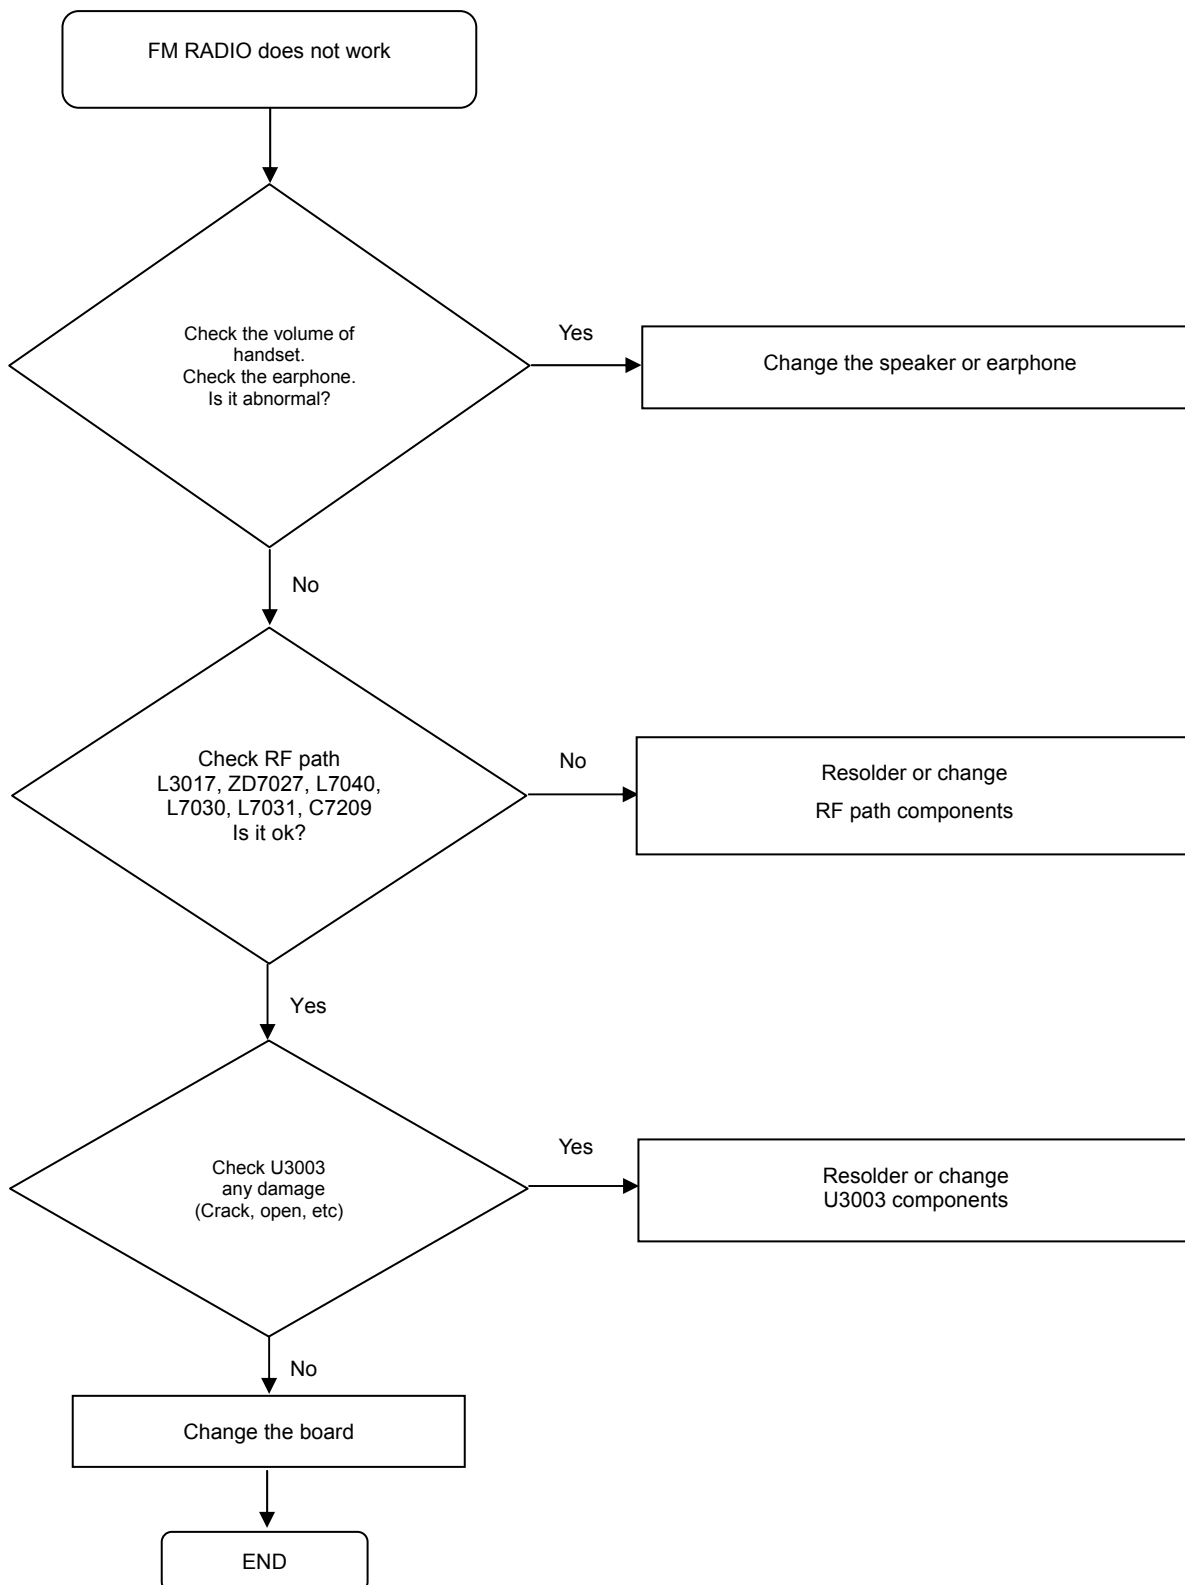 FM RADIO does not work
Check the volume of
handset.
Check the earphone.
Is it abnormal?
Yes
Change the speaker or earphone
No
Check RF path
L3017, ZD7027, L7040,
L7030, L7031, C7209
Is it ok?
No
Resolder or change
RF path components
Yes
Check U3003
any damage
(Crack, open, etc)
Yes
Resolder or change
U3003 components
No
Change the board
END